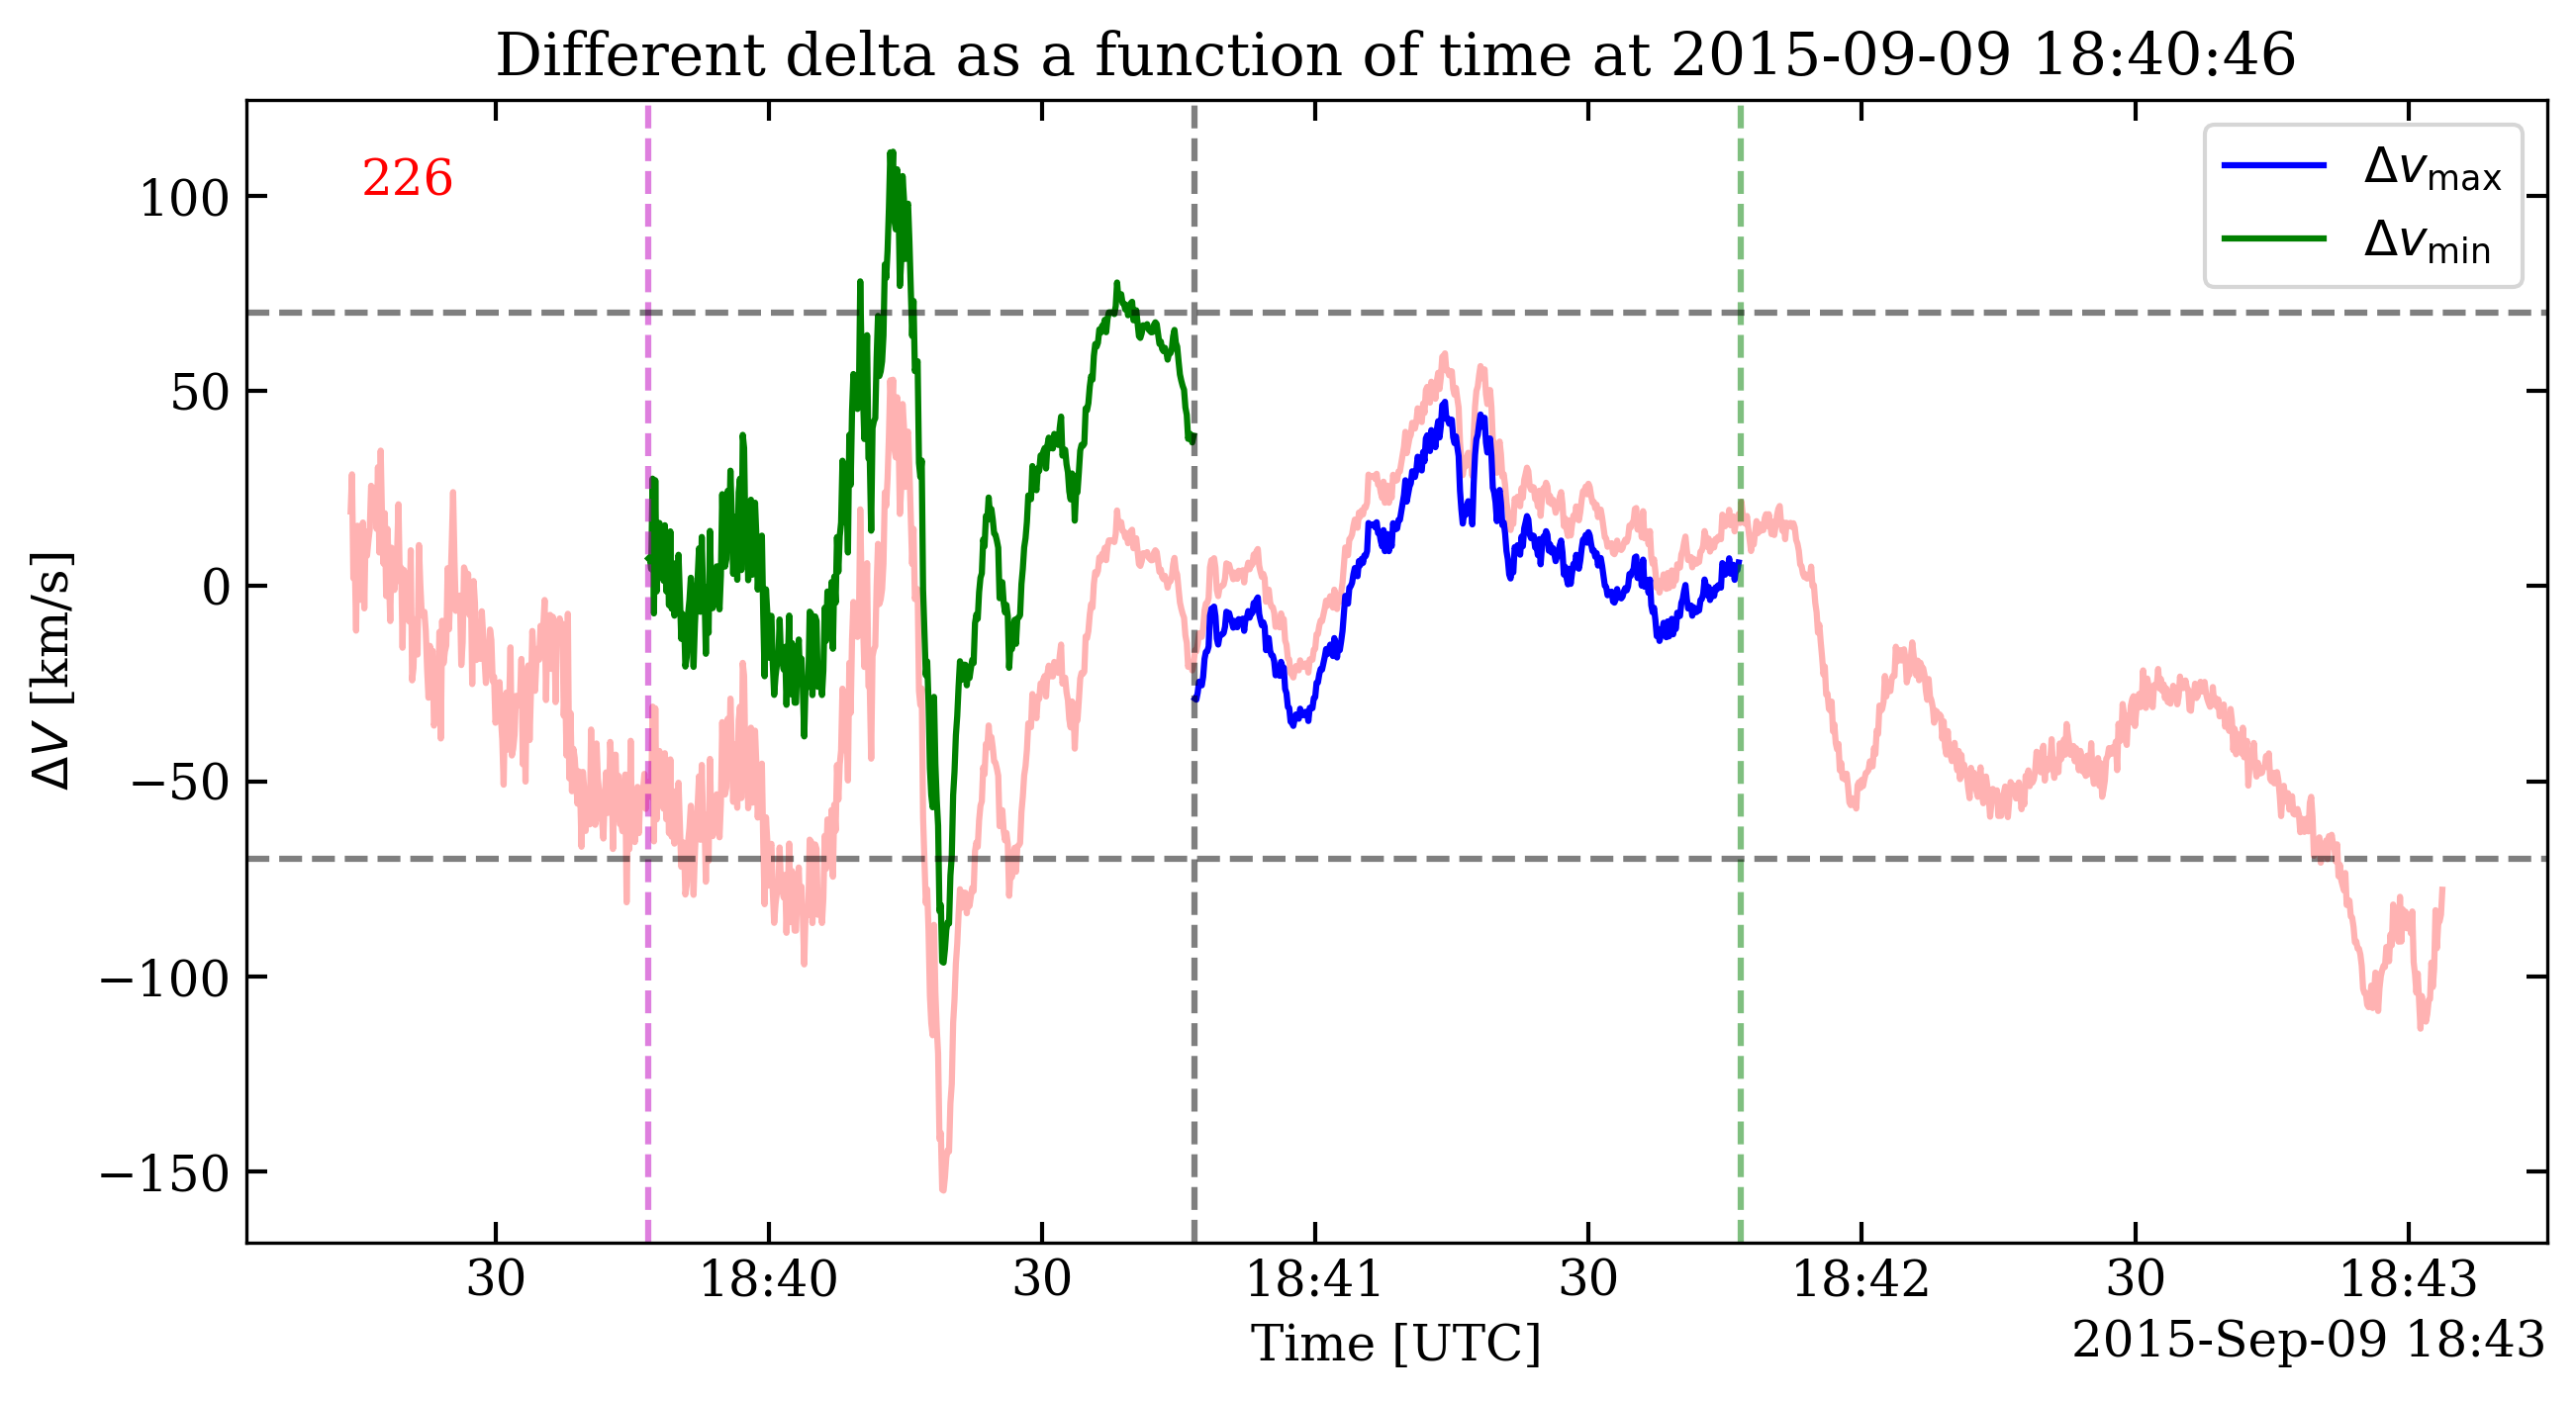 Different delta as a function of time at 2015-09-09 18:40:46
226
Δv_max
Δv_min
100
50
0
−50
−100
−150
ΔV [km/s]
30
18:40
30
18:41
30
18:42
30
18:43
Time [UTC]
2015-Sep-09 18:43